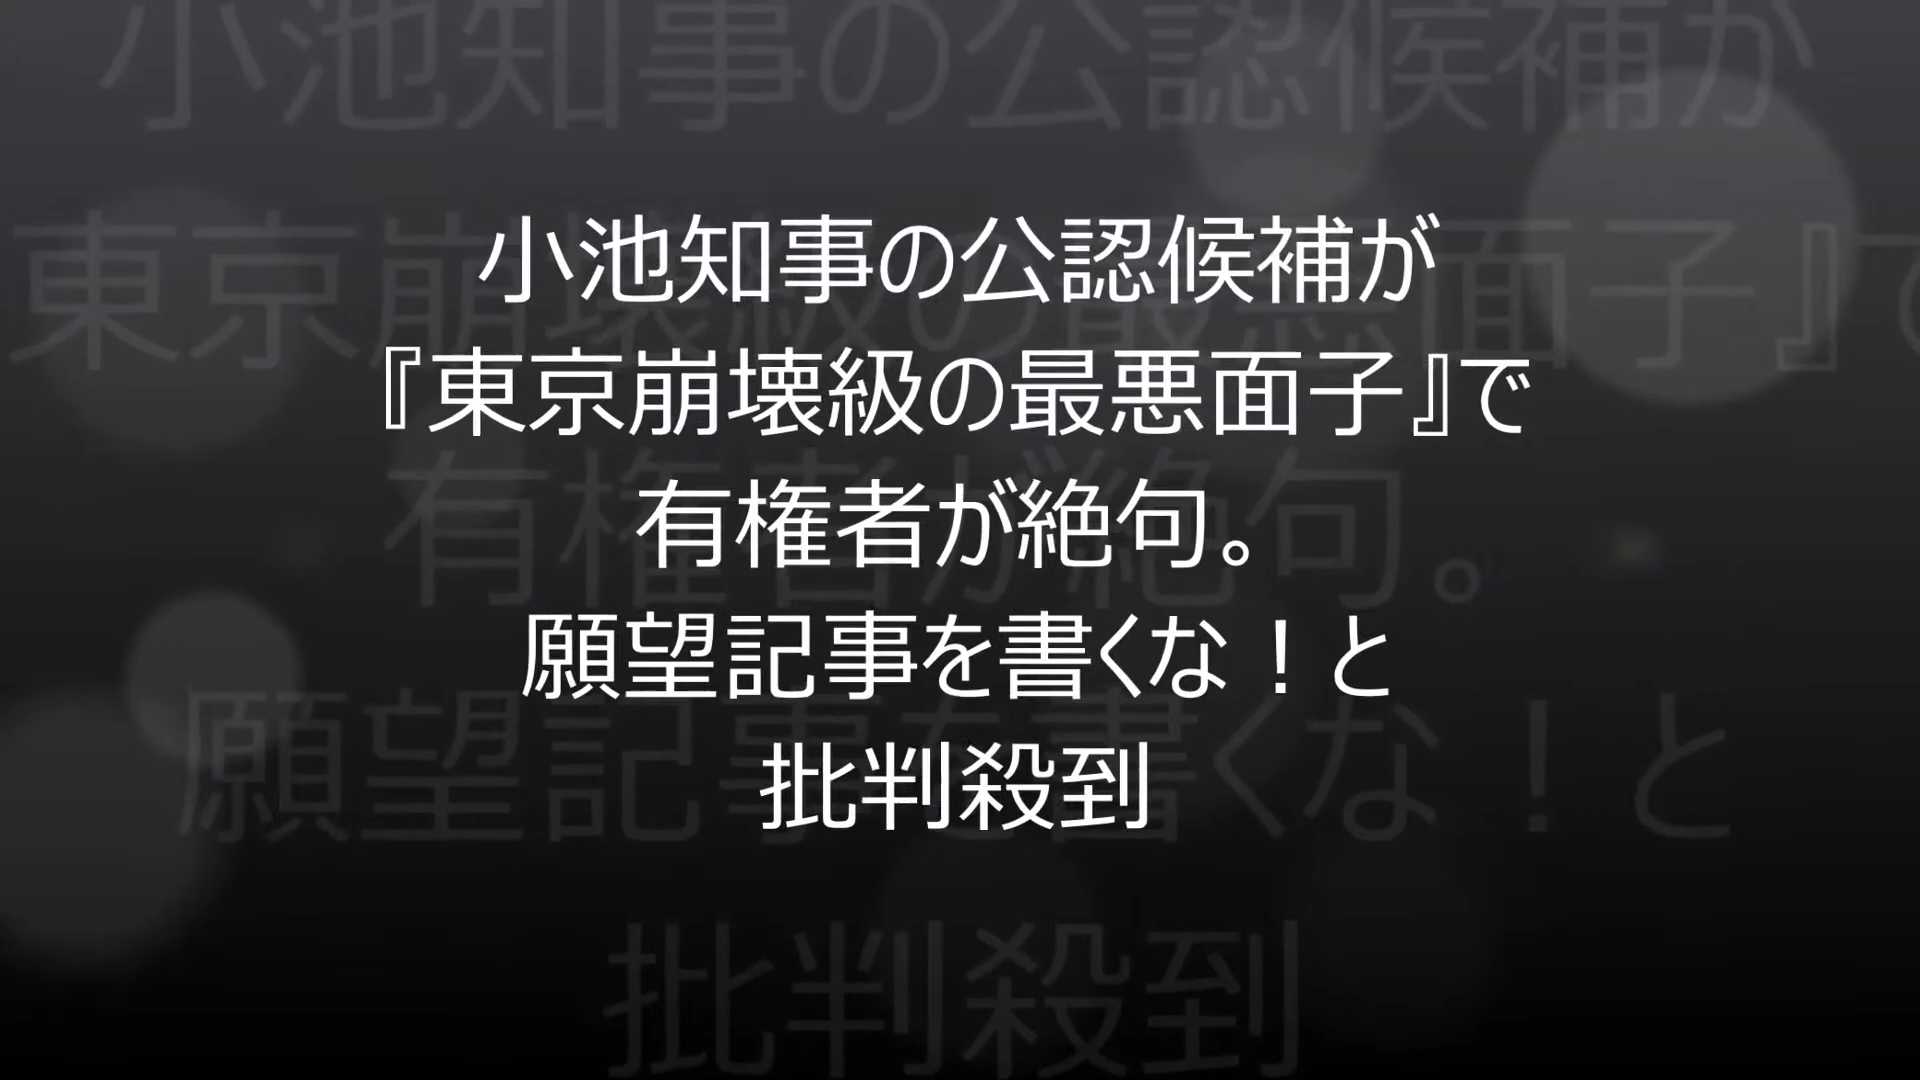 小池知事の公認候補が
『東京崩壊級の最悪面子』で
有権者が絶句。
願望記事を書くな！と
批判殺到